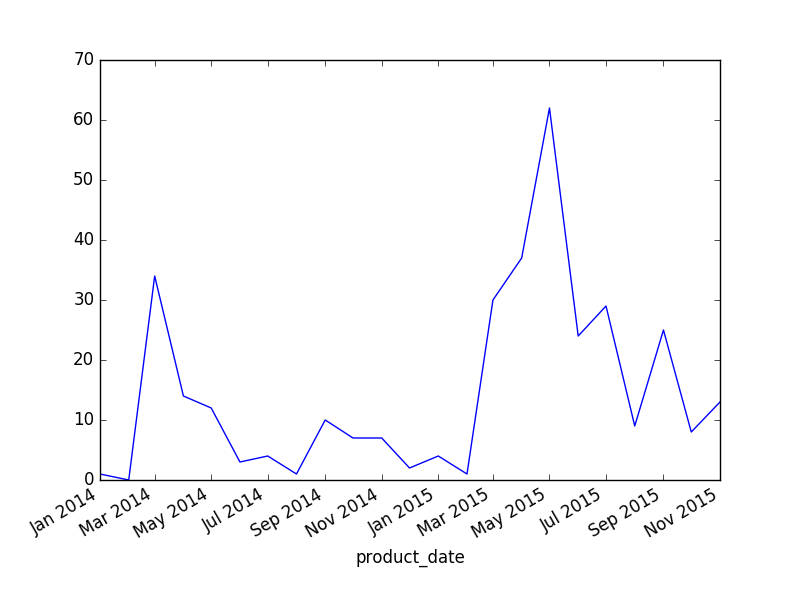 70
60
50
40
30
20
10
0
Jan 2014
Mar 2014
May 2014
Jul 2014
Sep 2014
Nov 2014
Jan 2015
Mar 2015
May 2015
Jul 2015
Sep 2015
Nov 2015
product_date